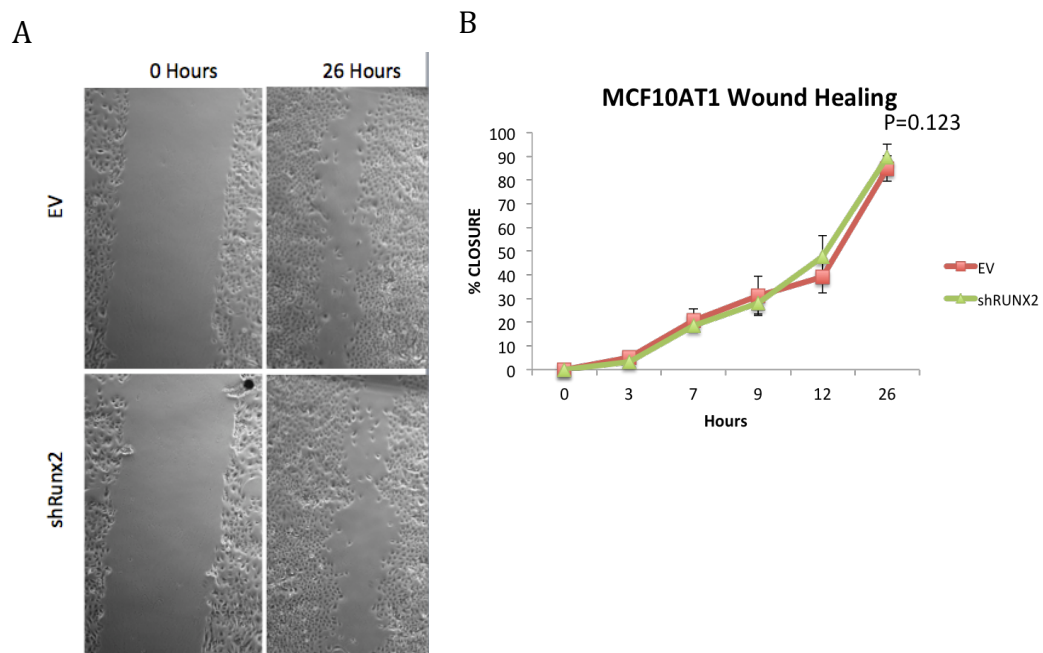 A
0 Hours
26 Hours
EV
shRunx2
B
MCF10AT1 Wound Healing
P=0.123
% CLOSURE
100
90
80
70
60
50
40
30
20
10
0
0 3 7 9 12 26
Hours
EV
shRUNX2